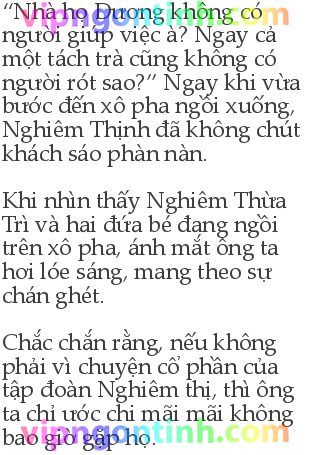 “Nhà họ Dương không có
người giúp việc à? Ngay cả
một tách trà cũng không có
người rót sao?” Ngay khi vừa
bước đến xô pha ngồi xuống,
Nghiêm Thịnh đã không chút
khách sáo phàn nàn.
Khi nhìn thấy Nghiêm Thừa
Trì và hai đứa bé đang ngồi
trên xô pha, ánh mắt ông ta
hơi lóe sáng, mang theo sự
chán ghét.
Chắc chắn rằng, nếu không
phải vì chuyện cổ phần của
tập đoàn Nghiêm thị, thì ông
ta chỉ ước chi mãi mãi không
bao giờ gặp họ.
vipngontinh.com
vipngontinh.com